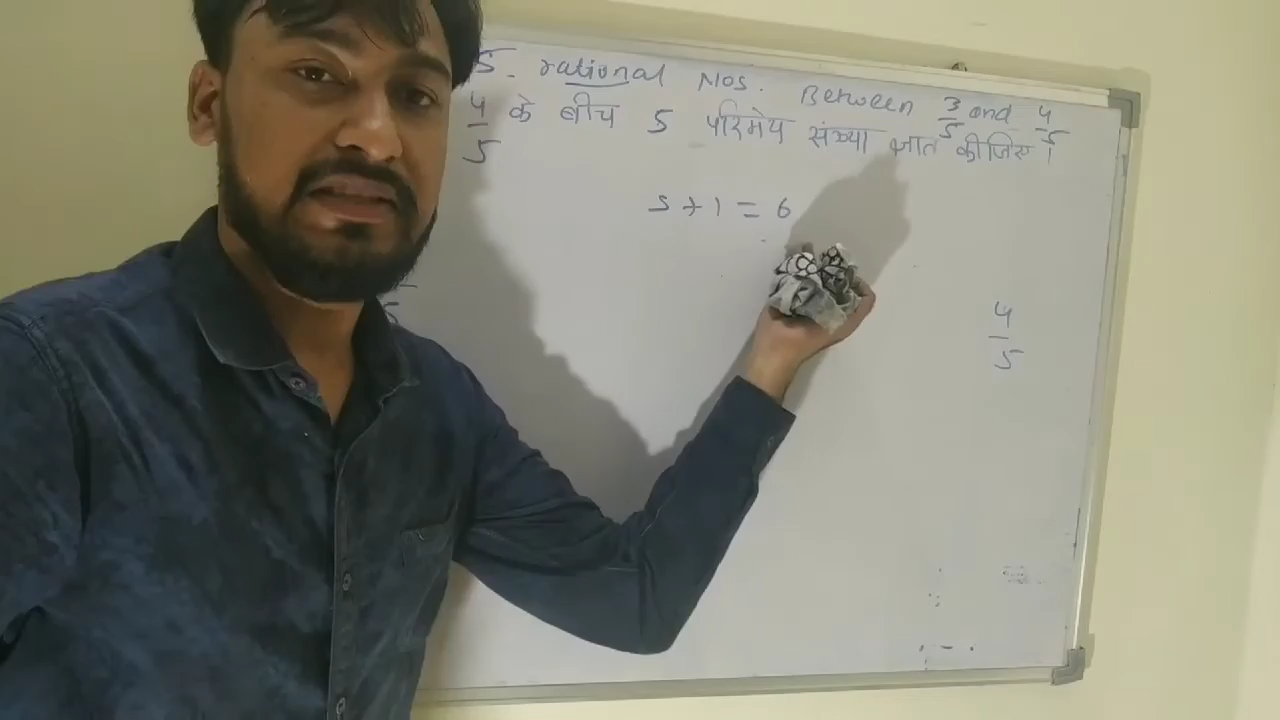 5. rational Nos. Between 3/5 and 4/5
4/5 के बीच 5 परिमेय संख्या ज्ञात कीजिए ।
5 + 1 = 6
4/5